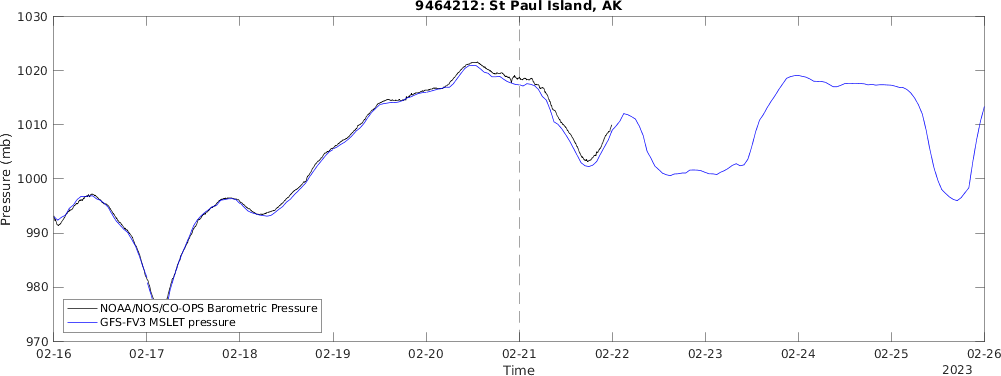 9464212: St Paul Island, AK
1030
1020
1010
1000
990
980
970
Pressure (mb)
NOAA/NOS/CO-OPS Barometric Pressure
GFS-FV3 MSLET pressure
02-16 02-17 02-18 02-19 02-20 02-21 02-22 02-23 02-24 02-25 02-26
Time
2023